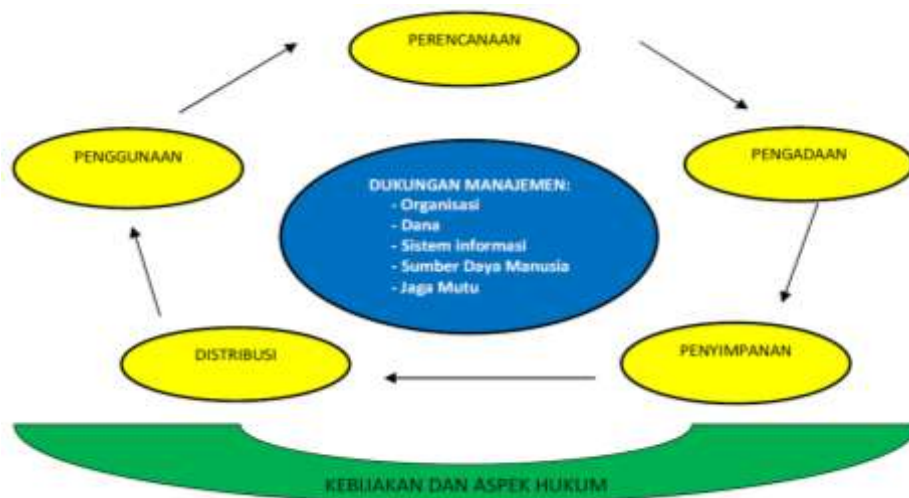 PERENCANAAN
PENGGUNAAN
PENGADAAN
DUKUNGAN MANAJEMEN:
- Organisasi
- Dana
- Sistem informasi
- Sumber Daya Manusia
- Jaga Mutu
DISTRIBUSI
PENYIMPANAN
KEBIJAKAN DAN ASPEK HUKUM